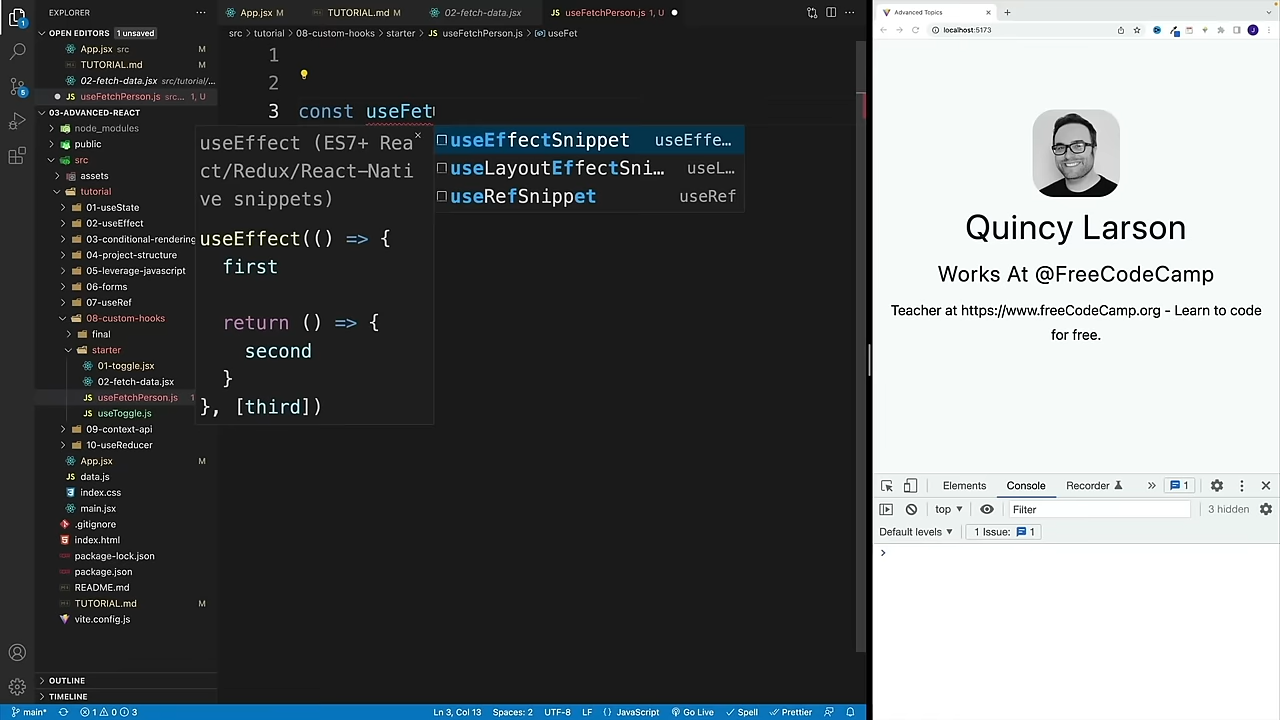 EXPLORER
OPEN EDITORS 1 unsaved
App.jsx src M
TUTORIAL.md M
02-fetch-data.jsx src/tutorial/...
useFetchPerson.js src... 1, U
03-ADVANCED-REACT
node_modules
public
src
assets
tutorial
01-useState
02-useEffect
03-conditional-rendering
04-project-structure
05-leverage-javascript
06-forms
07-useRef
08-custom-hooks
final
starter
01-toggle.jsx
02-fetch-data.jsx
useFetchPerson.js 1
useToggle.js
09-context-api
10-useReducer
App.jsx M
data.js
index.css
main.jsx
.gitignore
index.html
package-lock.json
package.json
README.md
TUTORIAL.md M
vite.config.js
OUTLINE
TIMELINE
App.jsx M
TUTORIAL.md M
02-fetch-data.jsx
useFetchPerson.js 1, U
src > tutorial > 08-custom-hooks > starter > JS useFetchPerson.js >
1
2
3 const useFet
useEffect (ES7+ Rea
ct/Redux/React-Nati
ve snippets)
useEffect(() => {
first
return () => {
second
}
}, [third])
useEffectSnippet useEffe…
useLayoutEffectSni… useL…
useRefSnippet useRef
main* 1 0 3
Ln 3, Col 13 Spaces: 2 UTF-8 LF {} JavaScript Go Live Spell Prettier
Advanced Topics
localhost:5173
Quincy Larson
Works At @FreeCodeCamp
Teacher at https://www.freeCodeCamp.org - Learn to code
for free.
Elements Console Recorder 1
top Filter 3 hidden
Default levels 1 Issue: 1